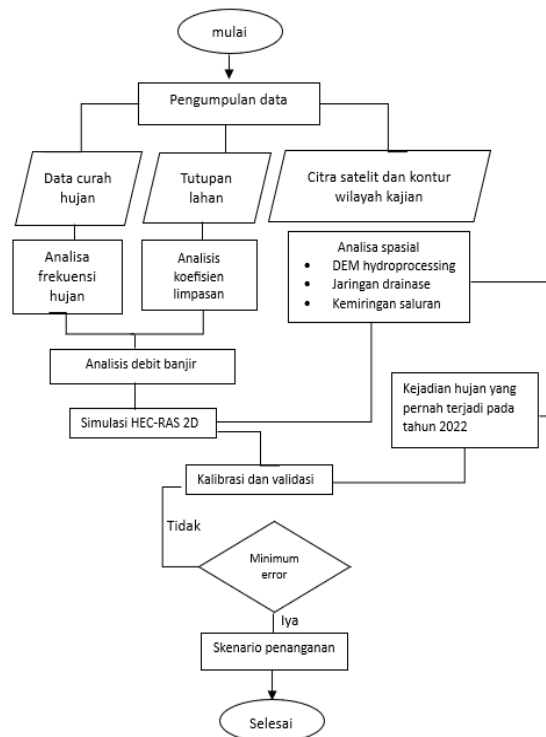 mulai
Pengumpulan data
Data curah
hujan
Tutupan
lahan
Citra satelit dan kontur
wilayah kajian
Analisa
frekuensi
hujan
Analisis
koefisien
limpasan
Analisa spasial
• DEM hydroprocessing
• Jaringan drainase
• Kemiringan saluran
Analisis debit banjir
Simulasi HEC-RAS 2D
Kejadian hujan yang
pernah terjadi pada
tahun 2022
Kalibrasi dan validasi
Tidak
Minimum
error
Iya
Skenario penanganan
Selesai